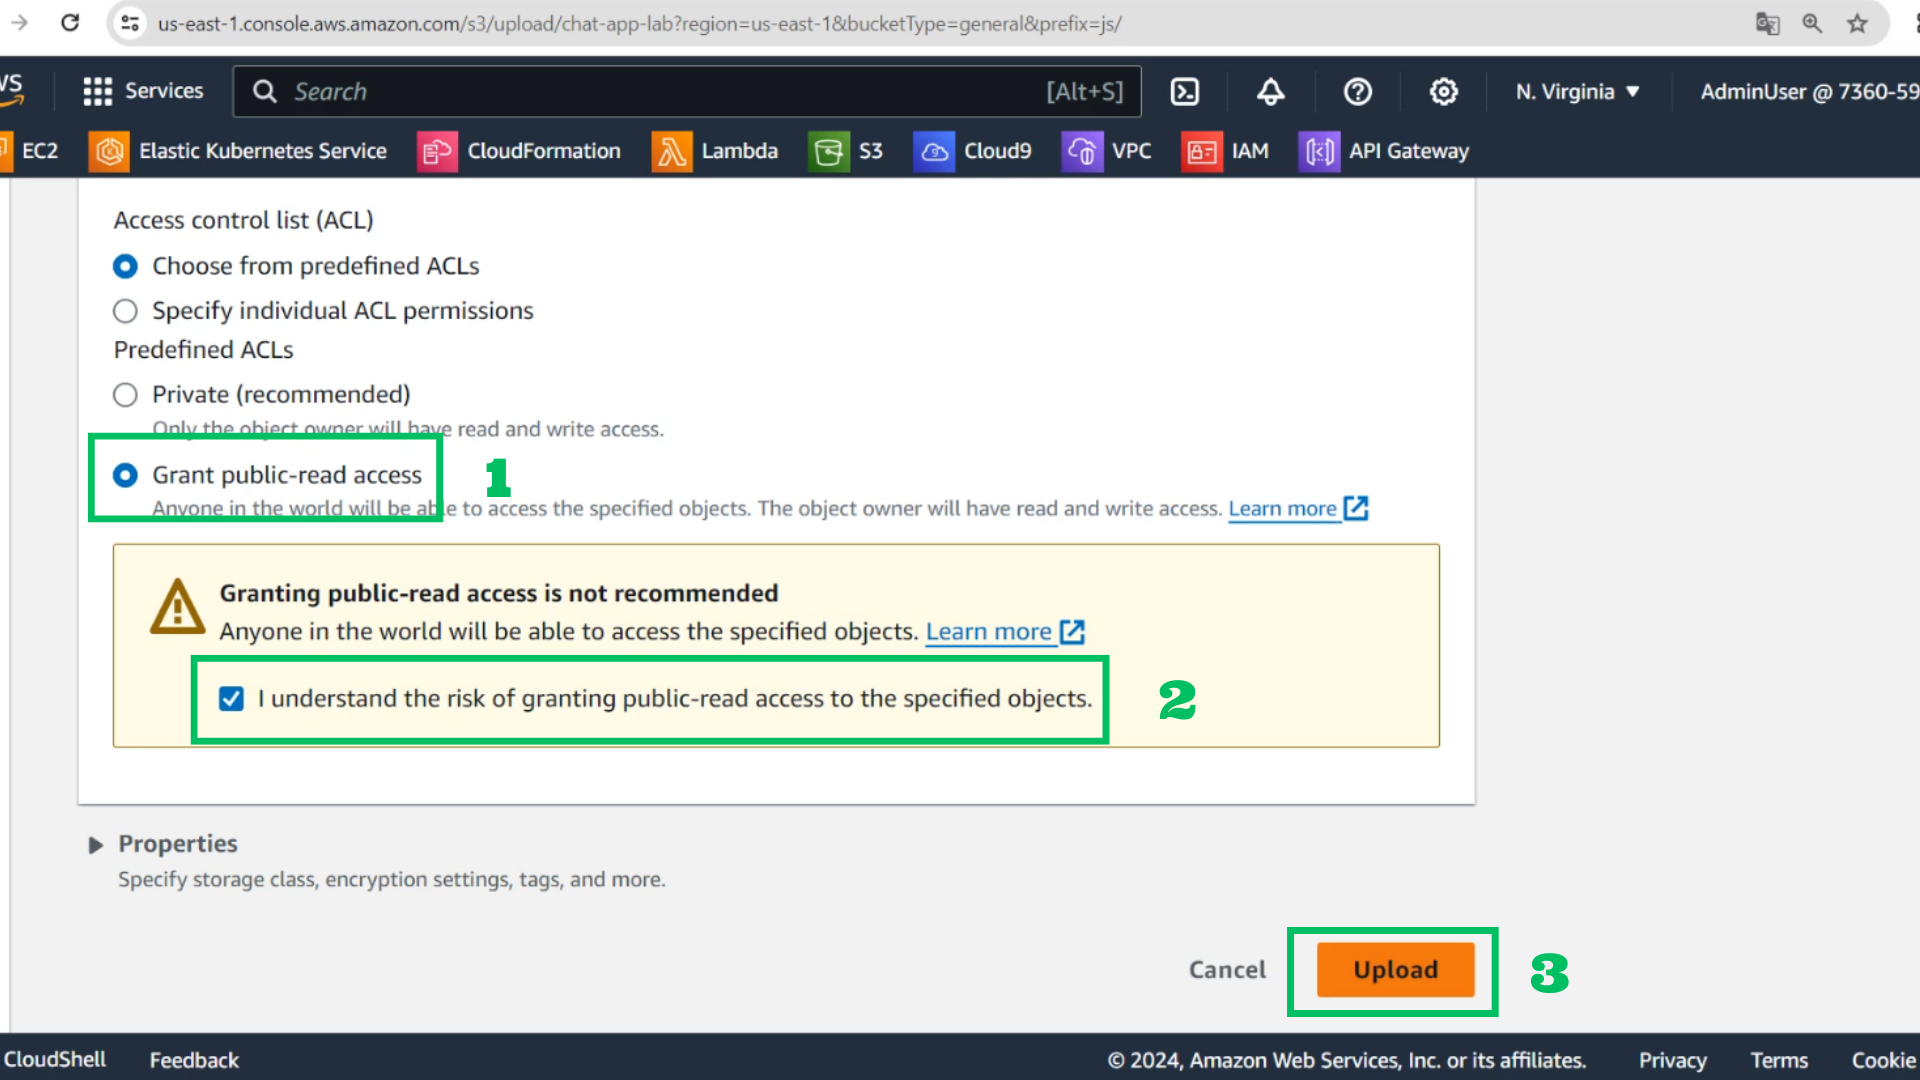 us-east-1.console.aws.amazon.com/s3/upload/chat-app-lab?region=us-east-1&bucketType=general&prefix=js/
Services
Search
[Alt+S]
N. Virginia
AdminUser @ 7360-59
EC2
Elastic Kubernetes Service
CloudFormation
Lambda
S3
Cloud9
VPC
IAM
API Gateway
Access control list (ACL)
Choose from predefined ACLs
Specify individual ACL permissions
Predefined ACLs
Private (recommended)
Only the object owner will have read and write access.
Grant public-read access
1
Anyone in the world will be able to access the specified objects. The object owner will have read and write access. Learn more
Granting public-read access is not recommended
Anyone in the world will be able to access the specified objects. Learn more
I understand the risk of granting public-read access to the specified objects.
2
Properties
Specify storage class, encryption settings, tags, and more.
Cancel
Upload
3
CloudShell
Feedback
© 2024, Amazon Web Services, Inc. or its affiliates.
Privacy
Terms
Cookie